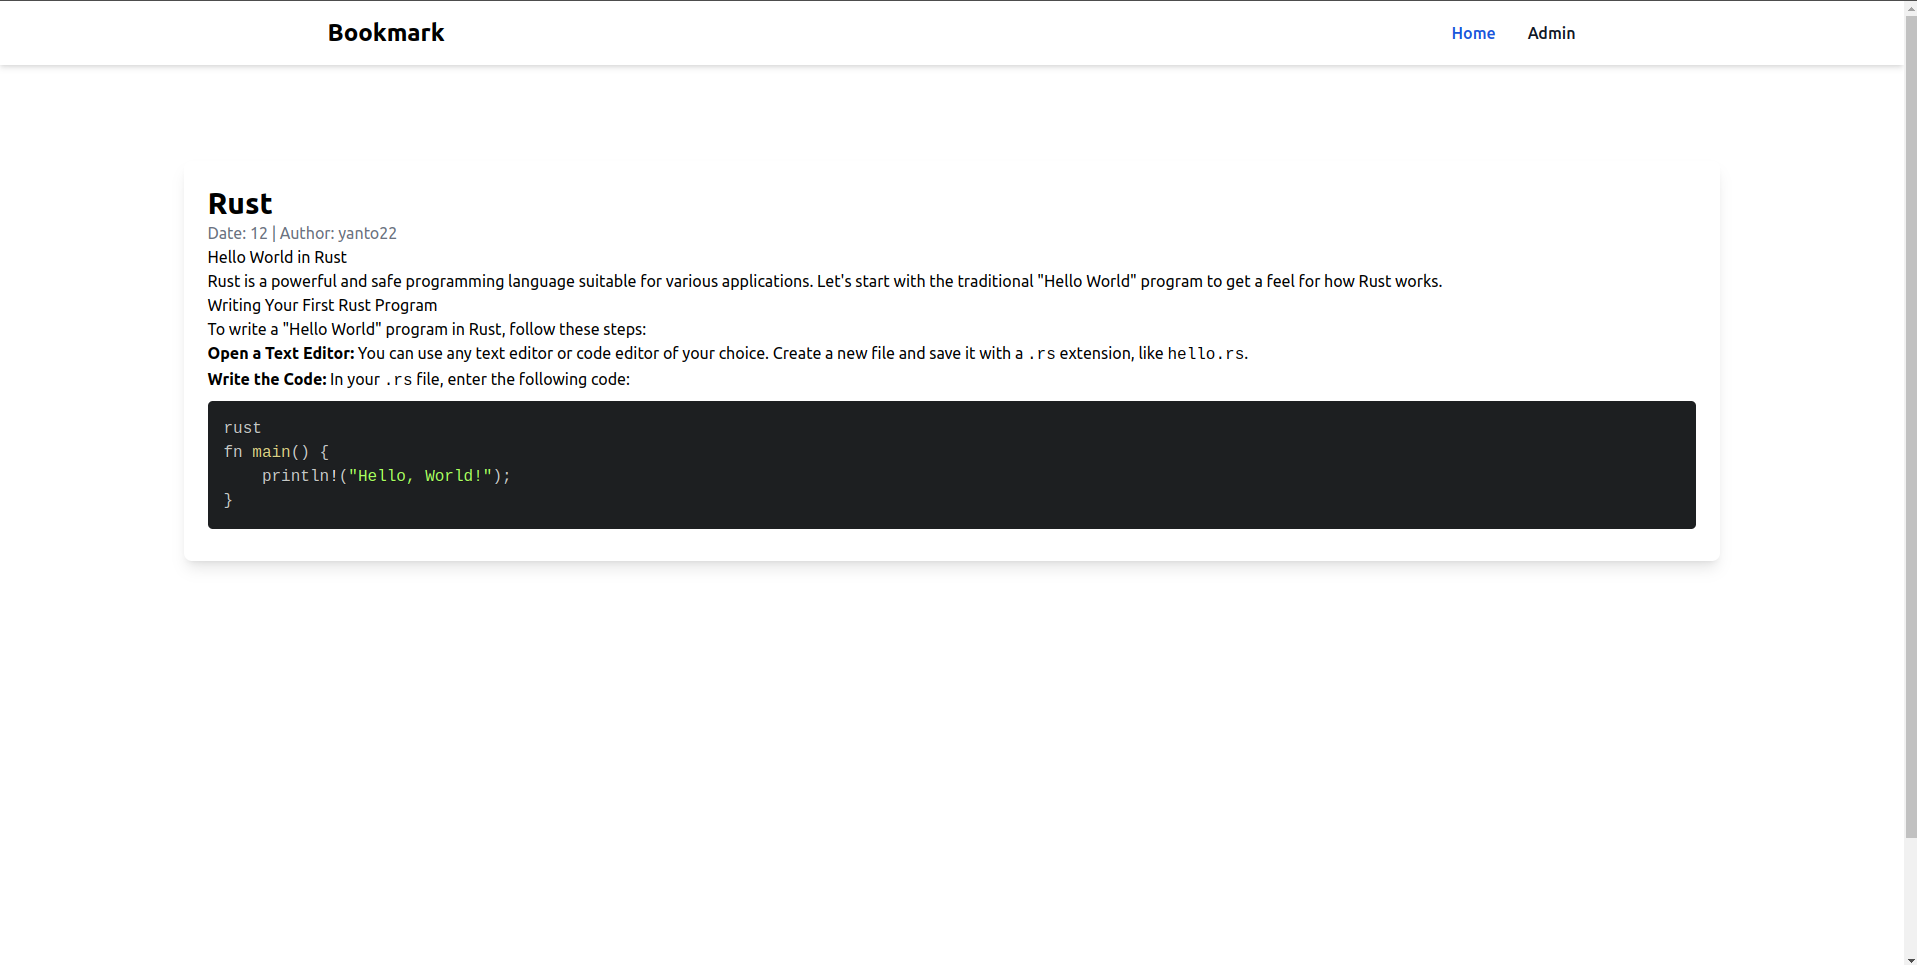 Bookmark
Home
Admin
Rust
Date: 12 | Author: yanto22
Hello World in Rust
Rust is a powerful and safe programming language suitable for various applications. Let's start with the traditional "Hello World" program to get a feel for how Rust works.
Writing Your First Rust Program
To write a "Hello World" program in Rust, follow these steps:
Open a Text Editor: You can use any text editor or code editor of your choice. Create a new file and save it with a .rs extension, like hello.rs.
Write the Code: In your .rs file, enter the following code:
rust
fn main() {
    println!("Hello, World!");
}